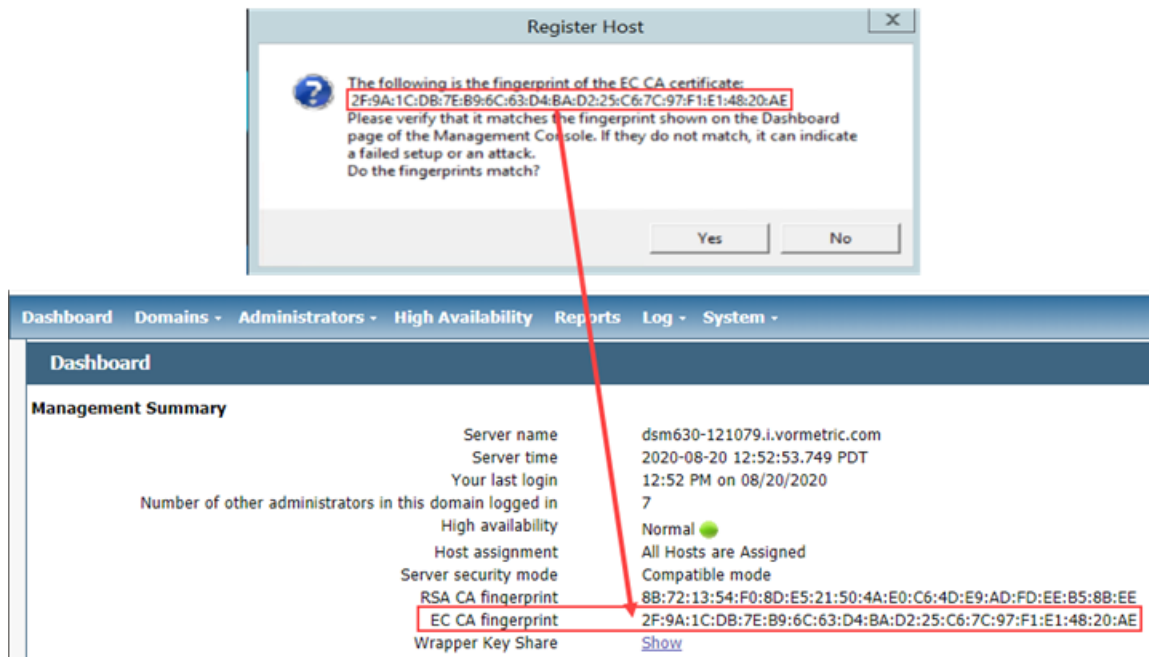 Register Host
X
The following is the fingerprint of the EC CA certificate:
2F:9A:1C:DB:7E:B9:6C:63:D4:BA:D2:25:C6:7C:97:F1:E1:48:20:AE
Please verify that it matches the fingerprint shown on the Dashboard
page of the Management Console. If they do not match, it can indicate
a failed setup or an attack.
Do the fingerprints match?
Yes No
Dashboard Domains Administrators High Availability Reports Log System
Dashboard
Management Summary
Server name dsm630-121079.i.vormetric.com
Server time 2020-08-20 12:52:53.749 PDT
Your last login 12:52 PM on 08/20/2020
Number of other administrators in this domain logged in 7
High availability Normal
Host assignment All Hosts are Assigned
Server security mode Compatible mode
RSA CA fingerprint 8B:72:13:54:F0:8D:E5:21:50:4A:E0:C6:4D:E9:AD:FD:EE:B5:8B:EE
EC CA fingerprint 2F:9A:1C:DB:7E:B9:6C:63:D4:BA:D2:25:C6:7C:97:F1:E1:48:20:AE
Wrapper Key Share Show